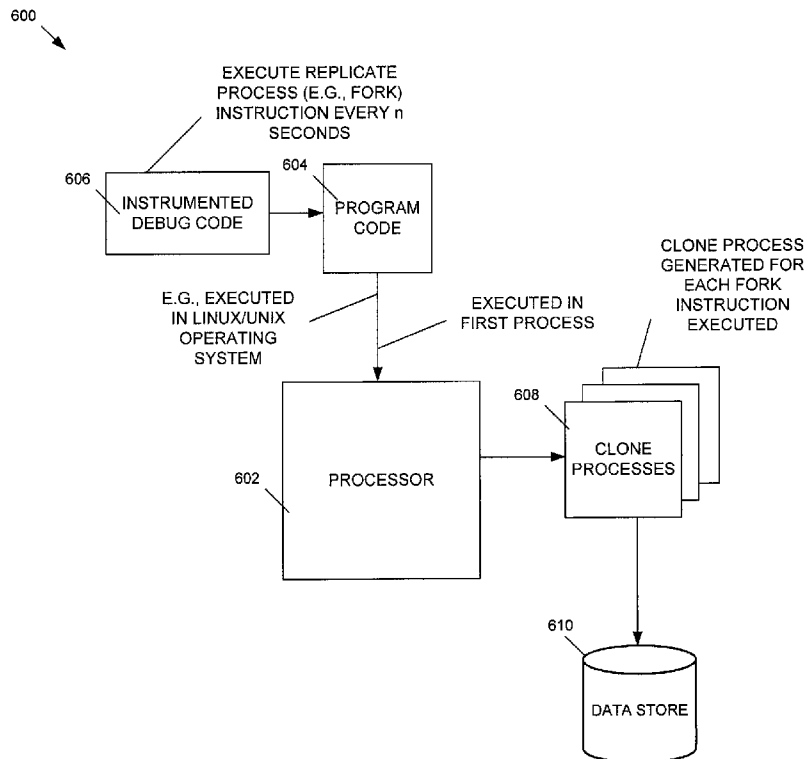 600
EXECUTE REPLICATE
PROCESS (E.G., FORK)
INSTRUCTION EVERY n
SECONDS
606
INSTRUMENTED
DEBUG CODE
604
PROGRAM
CODE
CLONE PROCESS
GENERATED FOR
EACH FORK
INSTRUCTION
EXECUTED
E.G., EXECUTED
IN LINUX/UNIX
OPERATING
SYSTEM
EXECUTED IN
FIRST PROCESS
608
CLONE
PROCESSES
602
PROCESSOR
610
DATA STORE